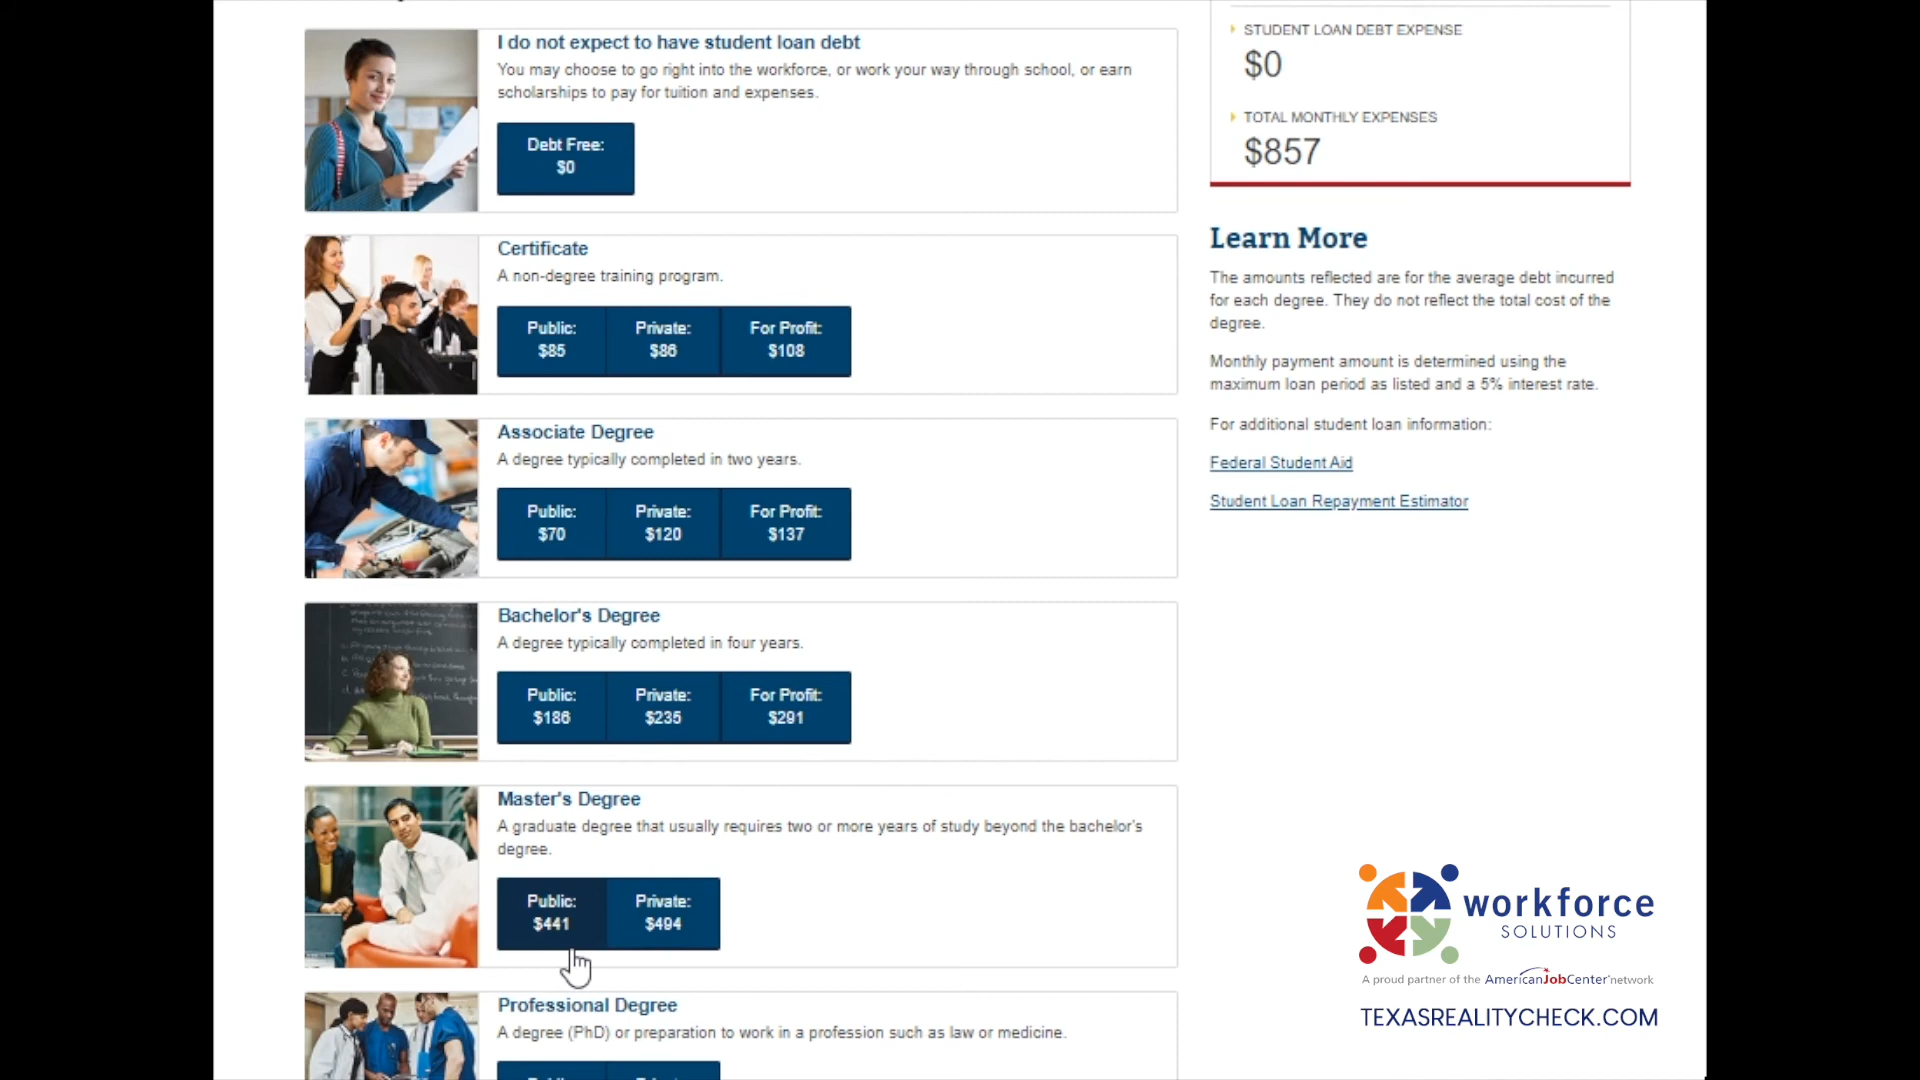 I do not expect to have student loan debt
You may choose to go right into the workforce, or work your way through school, or earn
scholarships to pay for tuition and expenses.
Debt Free:
$0
Certificate
A non-degree training program.
Public:
$85
Private:
$86
For Profit:
$108
Associate Degree
A degree typically completed in two years.
Public:
$70
Private:
$120
For Profit:
$137
Bachelor's Degree
A degree typically completed in four years.
Public:
$186
Private:
$235
For Profit:
$291
Master's Degree
A graduate degree that usually requires two or more years of study beyond the bachelor's
degree.
Public:
$441
Private:
$494
Professional Degree
A degree (PhD) or preparation to work in a profession such as law or medicine.
STUDENT LOAN DEBT EXPENSE
$0
TOTAL MONTHLY EXPENSES
$857
Learn More
The amounts reflected are for the average debt incurred
for each degree. They do not reflect the total cost of the
degree.
Monthly payment amount is determined using the
maximum loan period as listed and a 5% interest rate.
For additional student loan information:
Federal Student Aid
Student Loan Repayment Estimator
workforce
SOLUTIONS
A proud partner of the AmericanJobCenter network
TEXASREALITYCHECK.COM